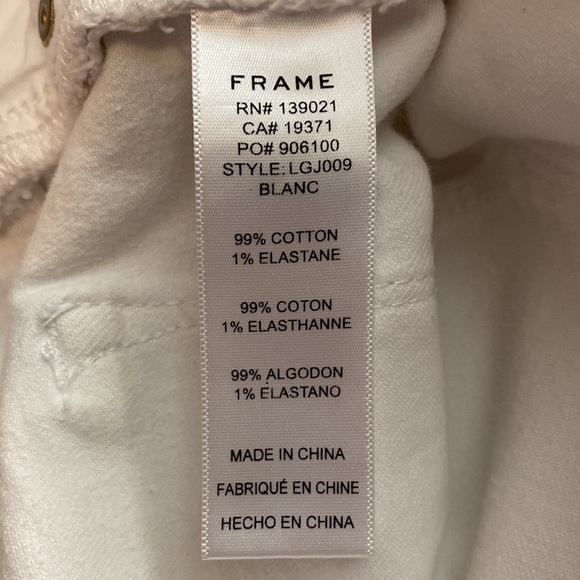 FRAME
RN# 139021
CA# 19371
PO# 906100
STYLE: LGJ009
BLANC
99% COTTON
1% ELASTANE
99% COTON
1% ELASTHANNE
99% ALGODON
1% ELASTANO
MADE IN CHINA
FABRIQUÉ EN CHINE
HECHO EN CHINA